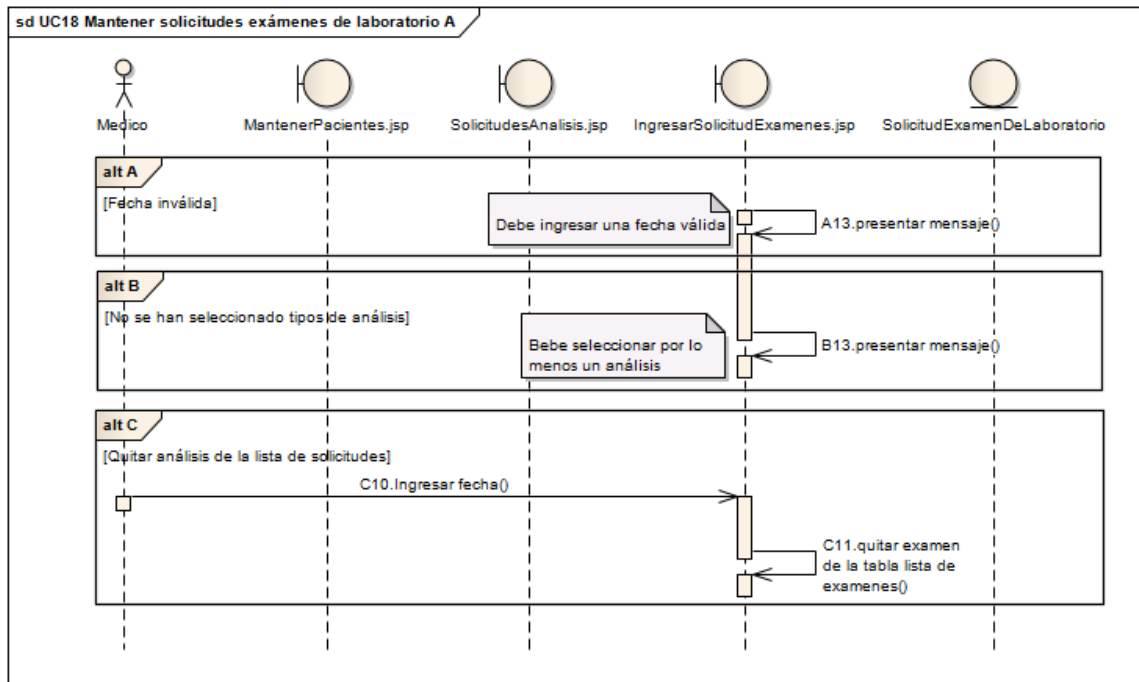 sd UC18 Mantener solicitudes exámenes de laboratorio A
Medico
MantenerPacientes.jsp
SolicitudesAnalisis.jsp
IngresarSolicitudExamenes.jsp
SolicitudExamenDeLaboratorio
alt A
[Fecha inválida]
Debe ingresar una fecha válida
A13.presentar mensaje()
alt B
[No se han seleccionado tipos de análisis]
Bebe seleccionar por lo
menos un análisis
B13.presentar mensaje()
alt C
[Quitar análisis de la lista de solicitudes]
C10.Ingresar fecha()
C11.quitar examen
de la tabla lista de
examenes()